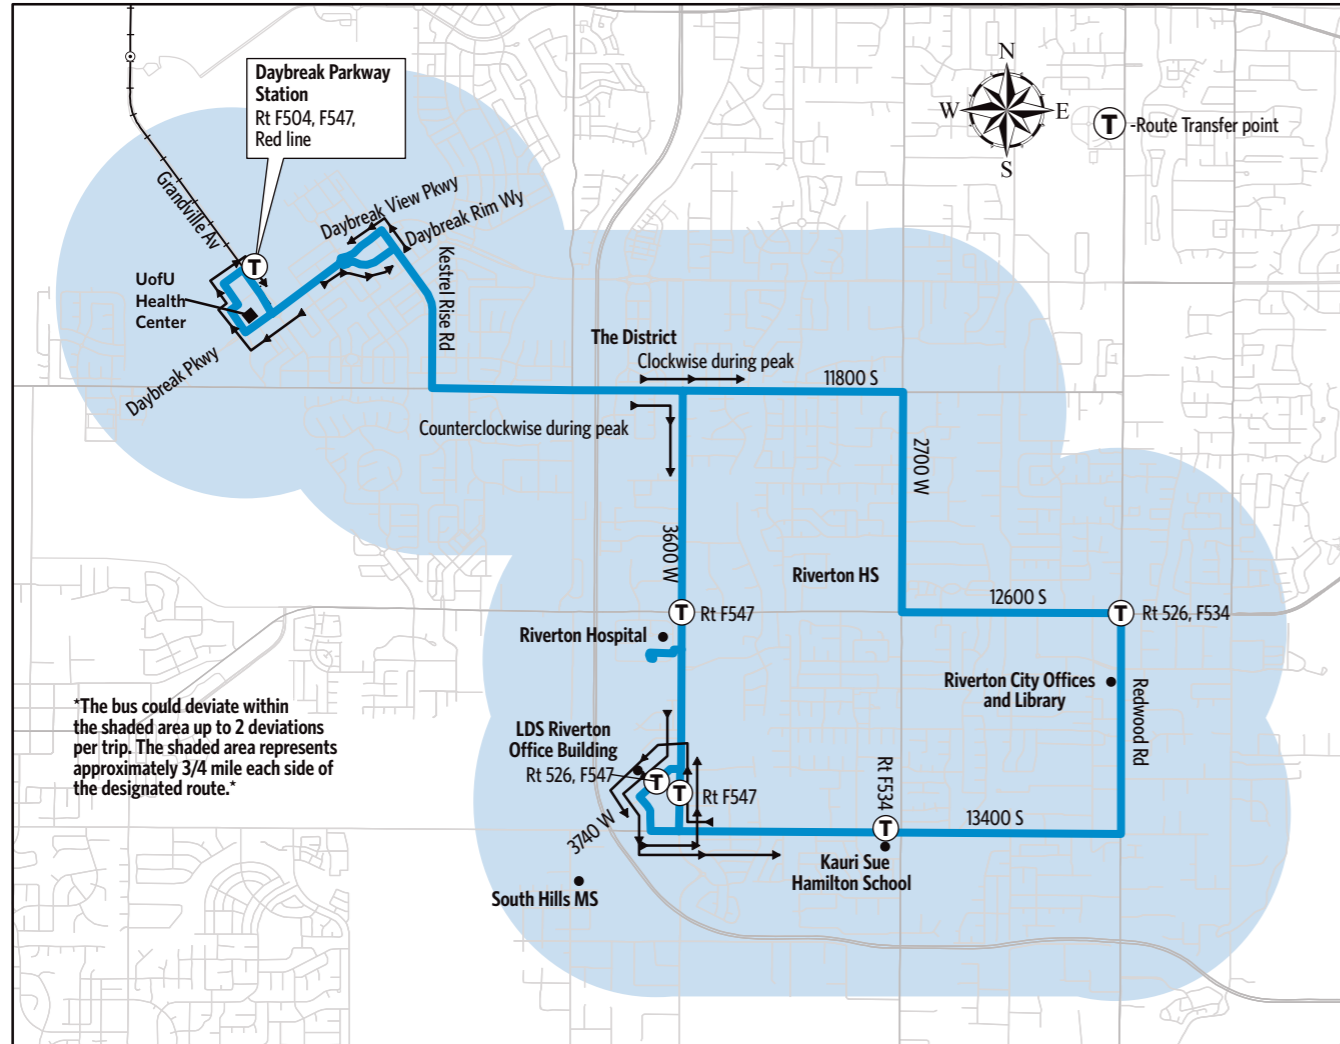 Daybreak Parkway
Station
Rt F504, F547,
Red line
N
W
E
S
T
-Route Transfer point
Grandville Av
T
Daybreak View Pkwy
Daybreak Rim Wy
UofU
Health
Center
Kestrel Rise Rd
Daybreak Pkwy
The District
Clockwise during peak
11800 S
Counterclockwise during peak
2700 W
3600 W
Riverton HS
12600 S
T
Rt F547
T
Rt 526, F534
Riverton Hospital
Riverton City Offices
and Library
Redwood Rd
*The bus could deviate within
the shaded area up to 2 deviations
per trip. The shaded area represents
approximately 3/4 mile each side of
the designated route.*
LDS Riverton
Office Building
Rt 526, F547
T
T
Rt F547
Rt F534
T
13400 S
3740 W
Kauri Sue
Hamilton School
South Hills MS